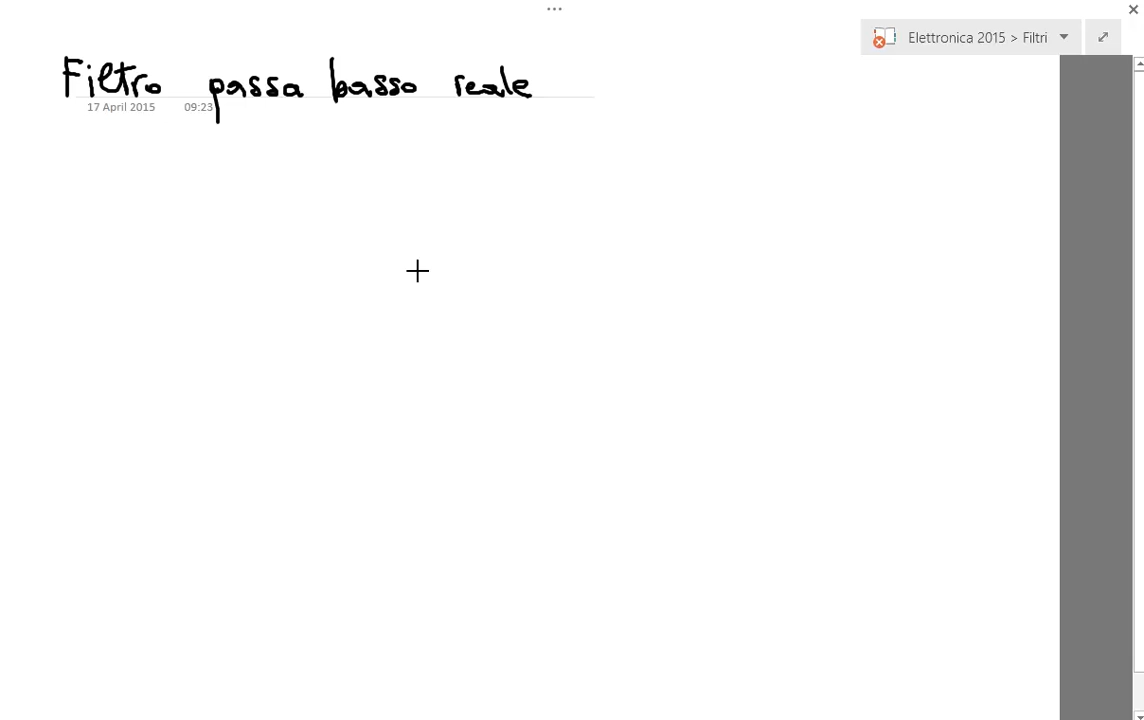 Elettronica 2015 > Filtri
Filtro passa basso reale
17 April 2015 09:23